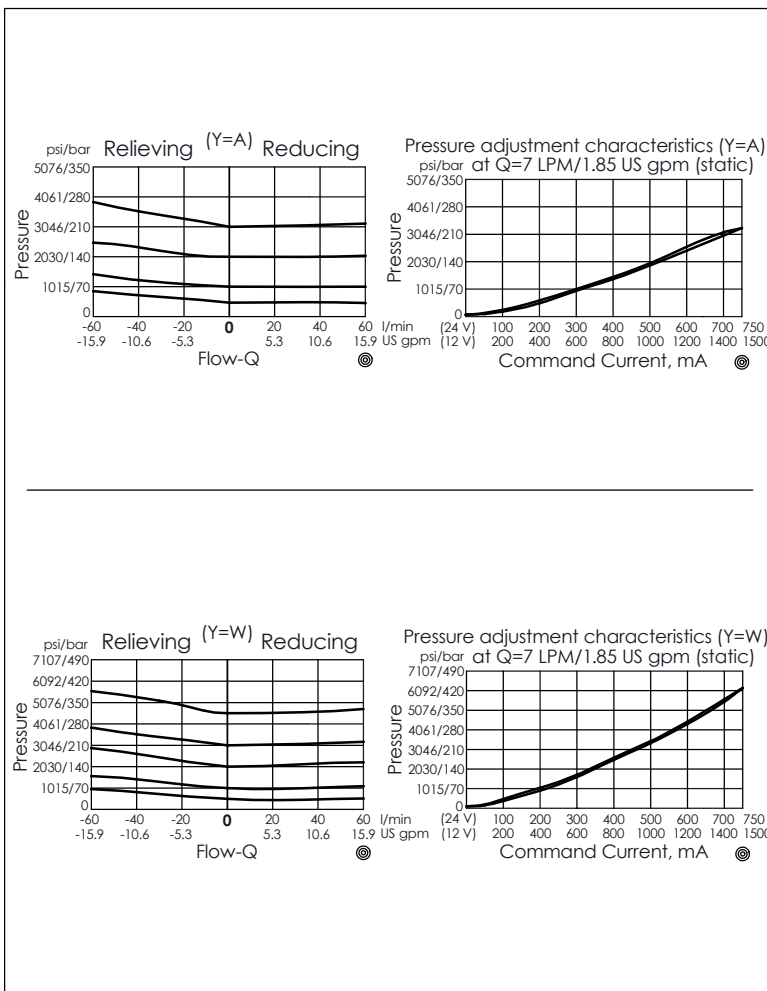 psi/bar Relieving (Y=A) Reducing
5076/350
4061/280
3046/210
2030/140
1015/70
0
Pressure
-60 -40 -20 0 20 40 60 l/min
-15.9 -10.6 -5.3 5.3 10.6 15.9 US gpm
Flow-Q
Pressure adjustment characteristics (Y=A)
psi/bar at Q=7 LPM/1.85 US gpm (static)
5076/350
4061/280
3046/210
2030/140
1015/70
0
Pressure
(24 V) 100 200 300 400 500 600 700 750
(12 V) 200 400 600 800 1000 1200 1400 1500
Command Current, mA
psi/bar Relieving (Y=W) Reducing
7107/490
6092/420
5076/350
4061/280
3046/210
2030/140
1015/70
0
Pressure
-60 -40 -20 0 20 40 60 l/min
-15.9 -10.6 -5.3 5.3 10.6 15.9 US gpm
Flow-Q
Pressure adjustment characteristics (Y=W)
psi/bar at Q=7 LPM/1.85 US gpm (static)
7107/490
6092/420
5076/350
4061/280
3046/210
2030/140
1015/70
0
Pressure
(24 V) 100 200 300 400 500 600 700 750
(12 V) 200 400 600 800 1000 1200 1400 1500
Command Current, mA